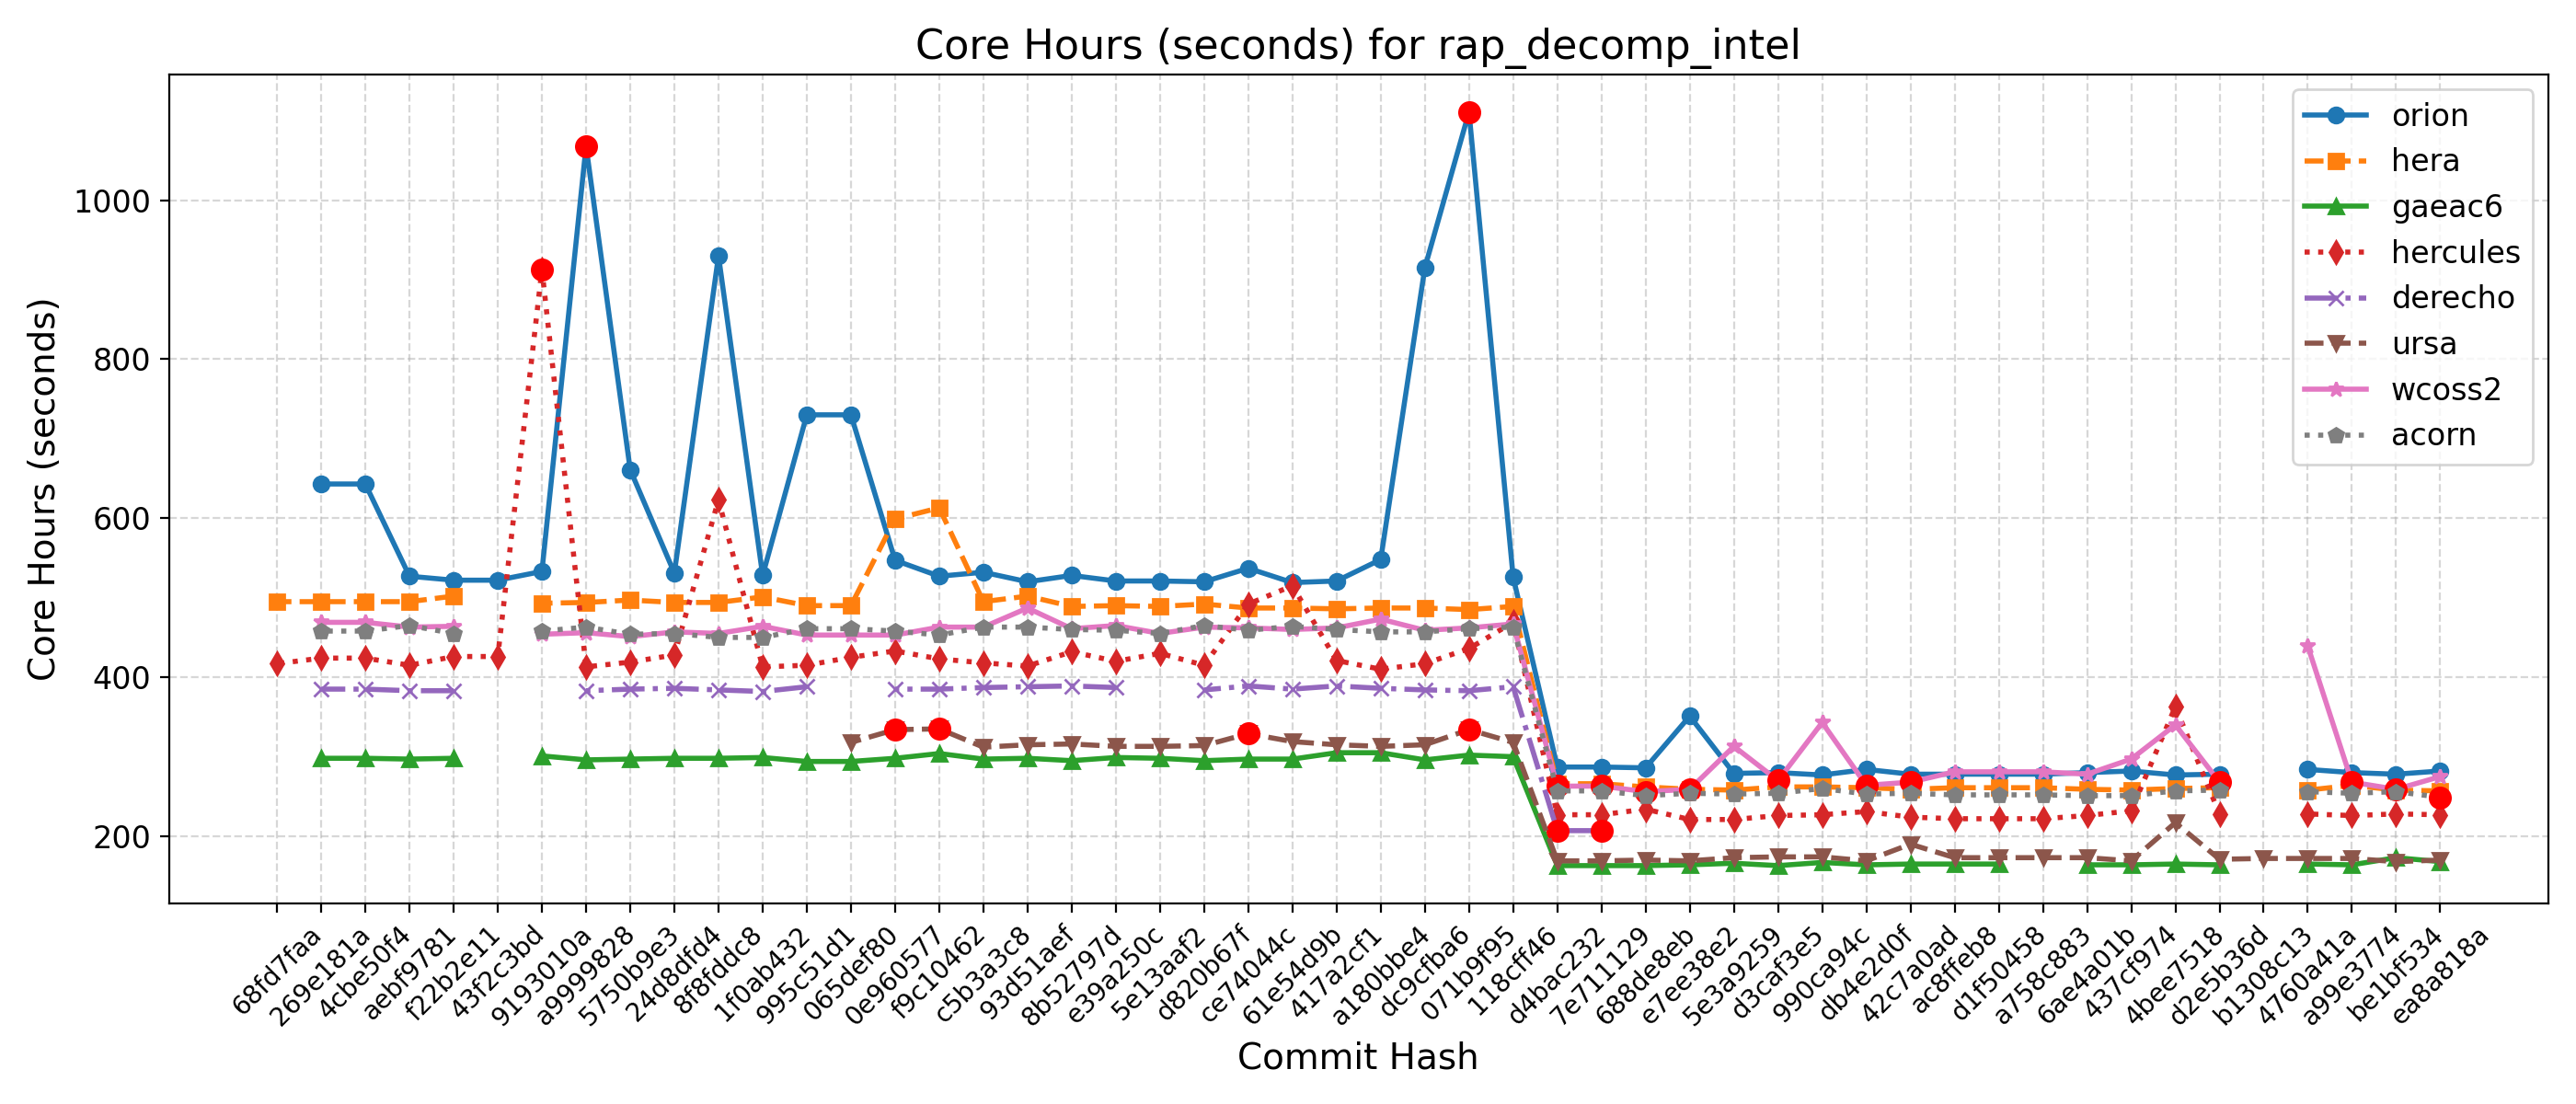 Core Hours (seconds) for rap_decomp_intel
Core Hours (seconds)
1000
800
600
400
200
orion
hera
gaeac6
hercules
derecho
ursa
wcoss2
acorn
68fd7faa
269e181a
4cbe50f4
aebf9781
f22b2e11
43f2c3bd
9193010a
a9999828
5750b9e3
24d8dfd4
8f8fddc8
1f0ab432
995c51d1
065def80
0e960577
f9c10462
c5b3a3c8
93d51aef
8b52797d
e39a250c
5e13aaf2
d820b67f
ce74044c
61e54d9b
417a2cf1
a180bbe4
dc9cfba6
071b9f95
118cff46
d4bac232
7e711129
688de8eb
e7ee38e2
5e3a9259
d3caf3e5
990ca94c
db4e2d0f
42c7a0ad
ac8ffeb8
d1f50458
a758c883
6ae4a01b
437cf974
4bee7518
d2e5b36d
b1308c13
4760a41a
a99e3774
be1bf534
ea8a818a
Commit Hash